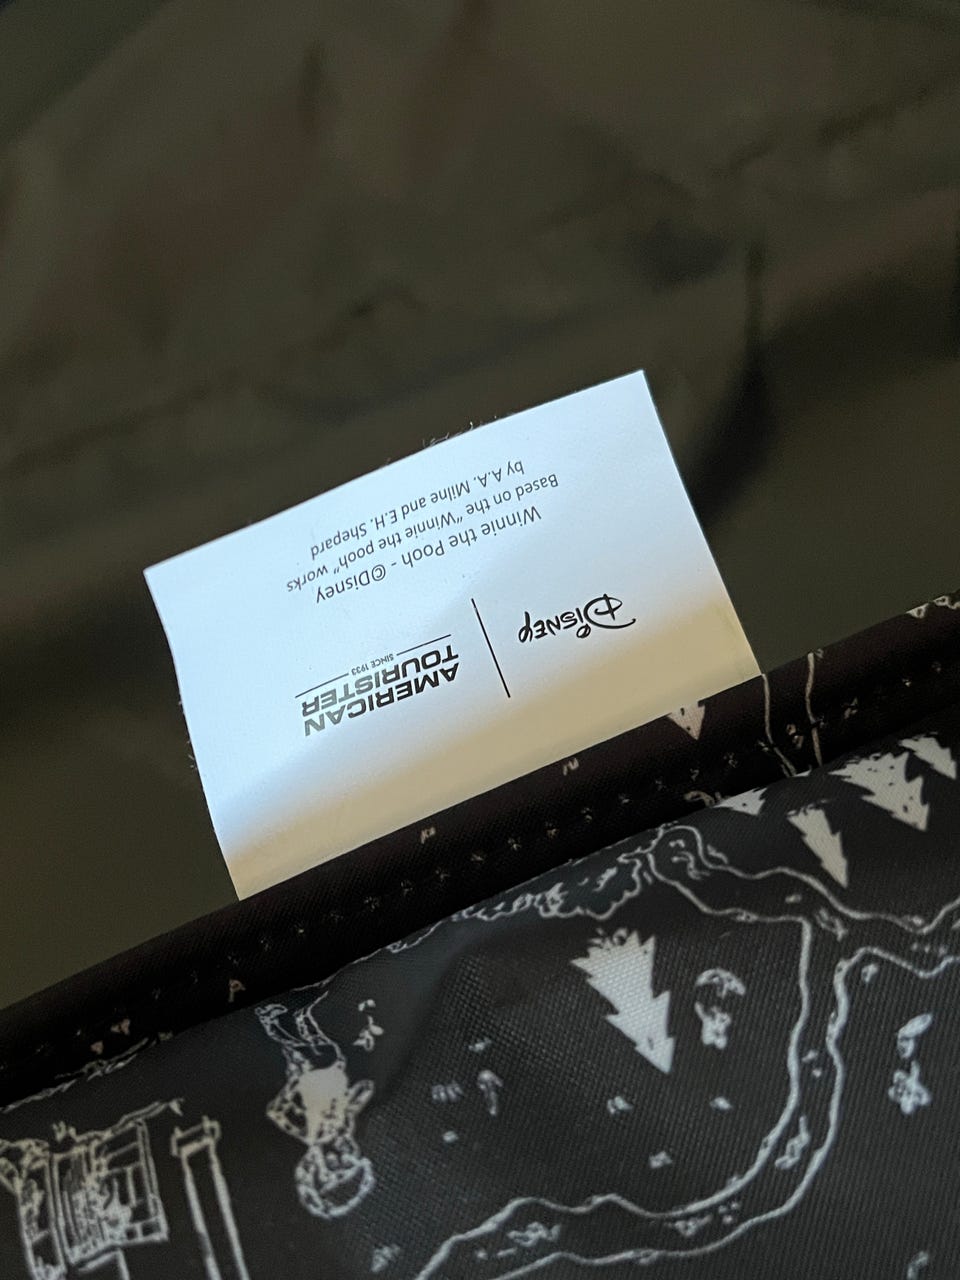 Disney
AMERICAN
TOURISTER
SINCE 1933
Winnie the Pooh - ©Disney
Based on the "Winnie the pooh" works
by A.A. Milne and E.H. Shepard